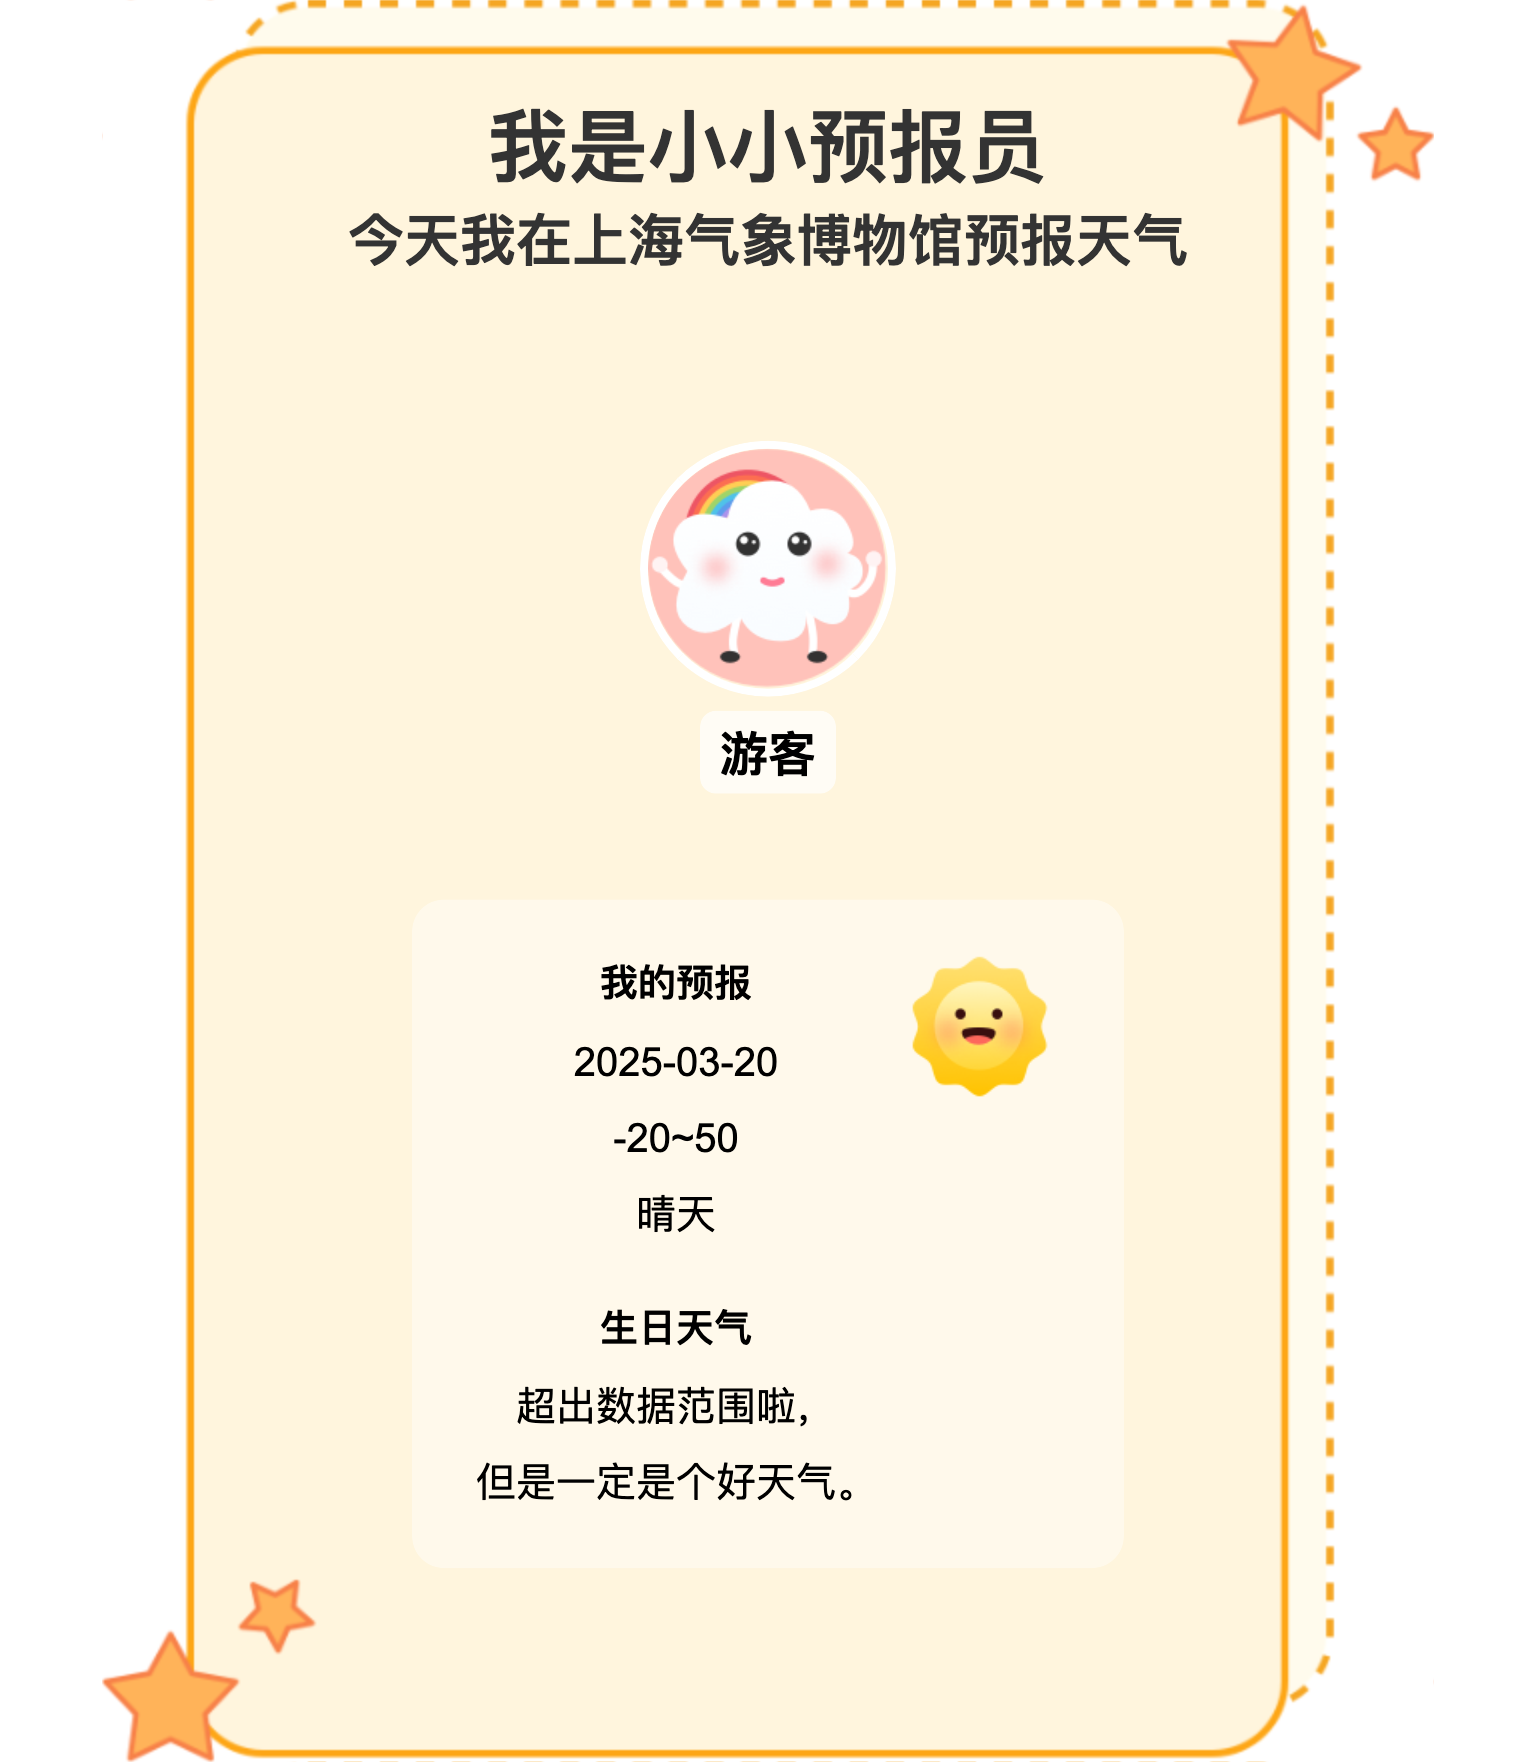 我是小小预报员
今天我在上海气象博物馆预报天气
游客
我的预报
2025-03-20
-20~50
晴天
生日天气
超出数据范围啦，
但是一定是个好天气。